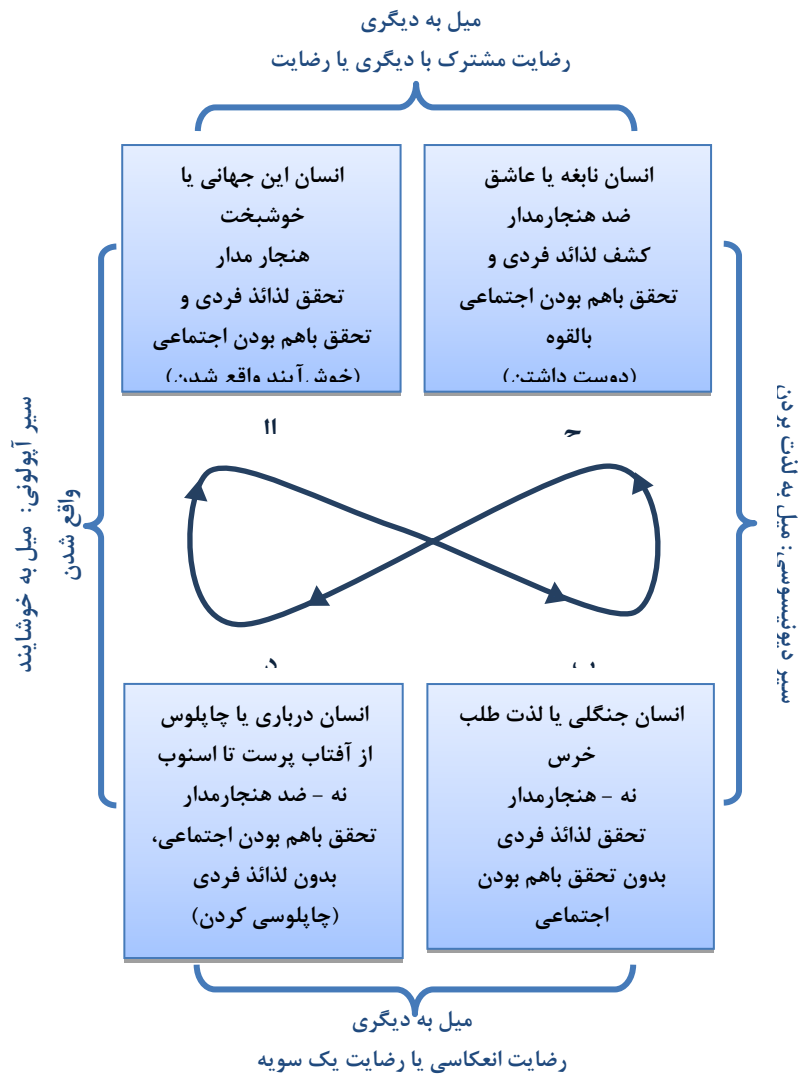 میل به دیگری
رضایت مشترک با دیگری یا رضایت
انسان نابغه یا عاشق
ضد هنجارمدار
کشف لذائد فردی و
تحقق باهم بودن اجتماعی
بالقوه
(دوست داشتن)
انسان این جهانی یا
خوشبخت
هنجار مدار
تحقق لذائذ فردی و
تحقق باهم بودن اجتماعی
(خوش‌آیند واقع شدن)
سیر دیونیسوسی: میل به لذت بردن
سیر آپولونی: میل به خوشایند
واقع شدن
انسان جنگلی یا لذت طلب
خرس
نه - هنجارمدار
تحقق لذائذ فردی
بدون تحقق باهم بودن
اجتماعی
انسان درباری یا چاپلوس
از آفتاب پرست تا اسنوب
نه - ضد هنجارمدار
تحقق باهم بودن اجتماعی،
بدون لذائذ فردی
(چاپلوسی کردن)
میل به دیگری
رضایت انعکاسی یا رضایت یک سویه